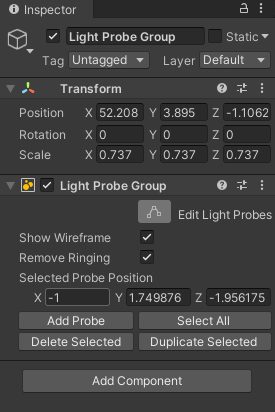 Inspector
Light Probe Group Static
Tag Untagged Layer Default
Transform
Position X 52.208 Y 3.895 Z -1.1062
Rotation X 0 Y 0 Z 0
Scale X 0.737 Y 0.737 Z 0.737
Light Probe Group
Edit Light Probes
Show Wireframe
Remove Ringing
Selected Probe Position
X -1 Y 1.749876 Z -1.956175
Add Probe Select All
Delete Selected Duplicate Selected
Add Component